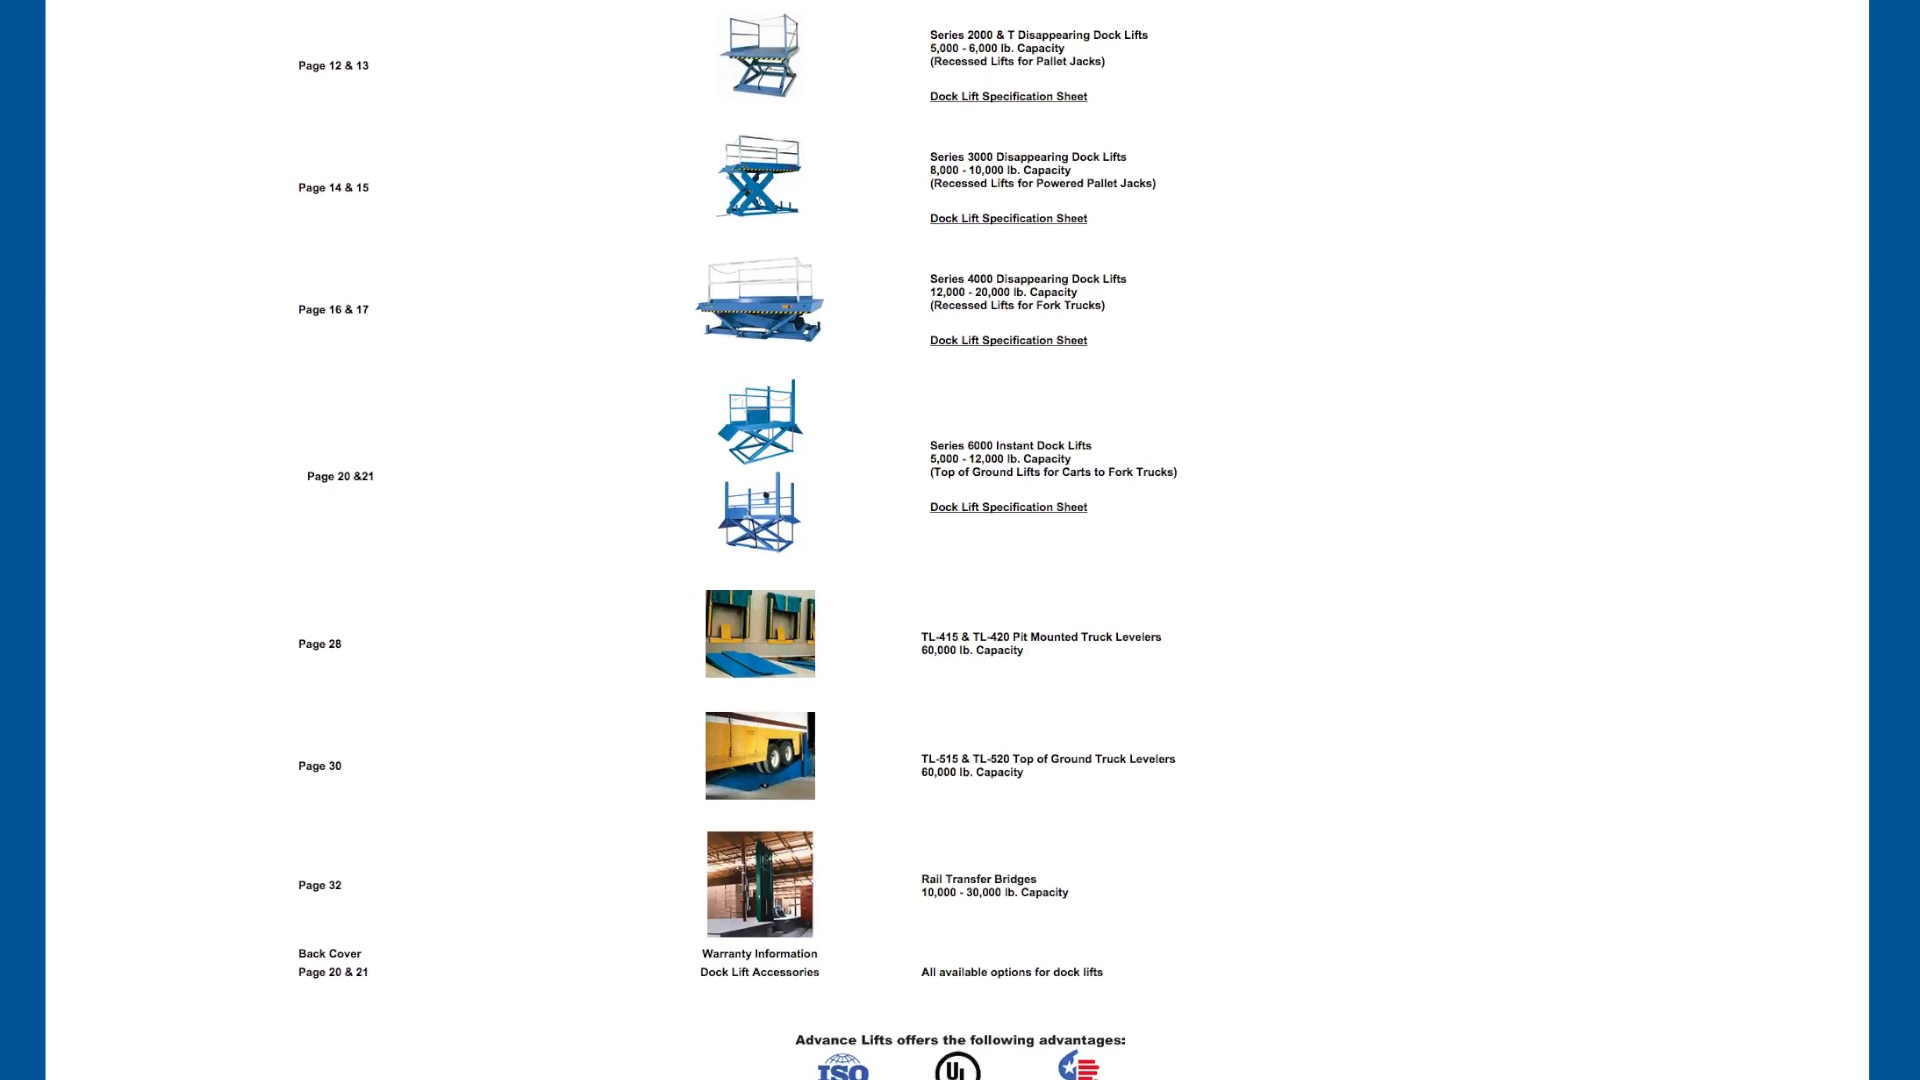 Page 12 & 13
Series 2000 & T Disappearing Dock Lifts
5,000 - 6,000 lb. Capacity
(Recessed Lifts for Pallet Jacks)
Dock Lift Specification Sheet
Page 14 & 15
Series 3000 Disappearing Dock Lifts
8,000 - 10,000 lb. Capacity
(Recessed Lifts for Powered Pallet Jacks)
Dock Lift Specification Sheet
Page 16 & 17
Series 4000 Disappearing Dock Lifts
12,000 - 20,000 lb. Capacity
(Recessed Lifts for Fork Trucks)
Dock Lift Specification Sheet
Page 20 &21
Series 6000 Instant Dock Lifts
5,000 - 12,000 lb. Capacity
(Top of Ground Lifts for Carts to Fork Trucks)
Dock Lift Specification Sheet
Page 28
TL-415 & TL-420 Pit Mounted Truck Levelers
60,000 lb. Capacity
Page 30
TL-515 & TL-520 Top of Ground Truck Levelers
60,000 lb. Capacity
Page 32
Rail Transfer Bridges
10,000 - 30,000 lb. Capacity
Back Cover
Warranty Information
Page 20 & 21
Dock Lift Accessories
All available options for dock lifts
Advance Lifts offers the following advantages:
ISO
UL